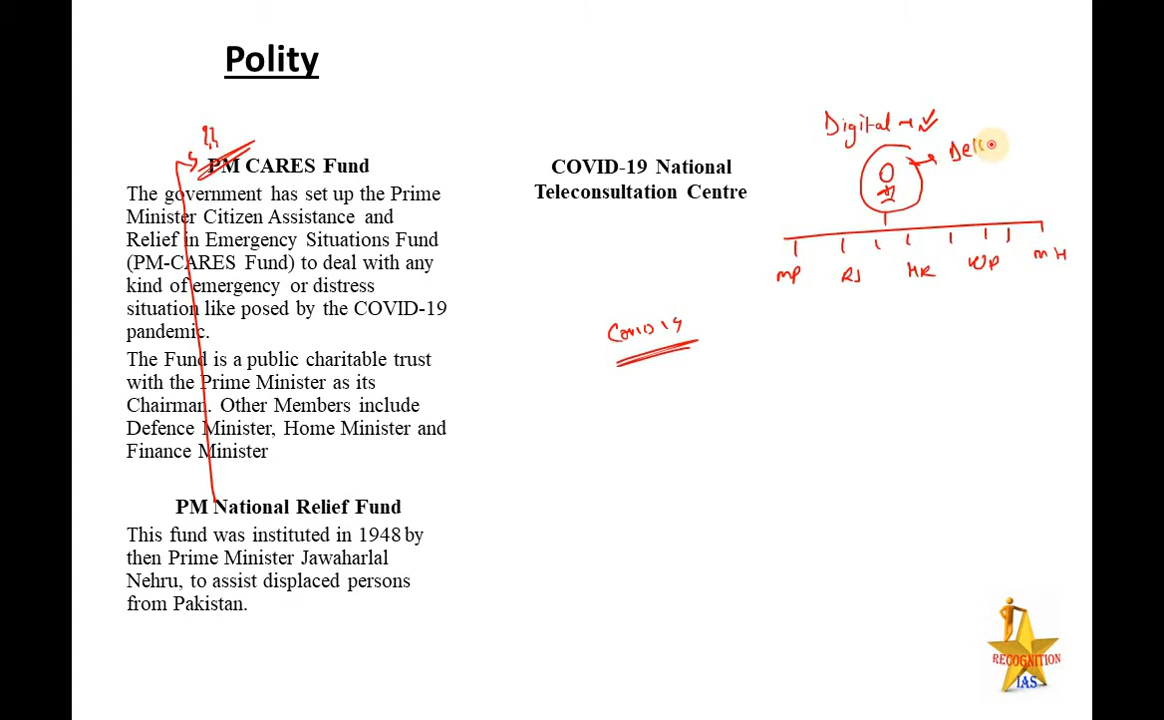 Polity
??
PM CARES Fund
The government has set up the Prime
Minister Citizen Assistance and
Relief in Emergency Situations Fund
(PM-CARES Fund) to deal with any
kind of emergency or distress
situation like posed by the COVID-19
pandemic.
The Fund is a public charitable trust
with the Prime Minister as its
Chairman. Other Members include
Defence Minister, Home Minister and
Finance Minister
PM National Relief Fund
This fund was instituted in 1948 by
then Prime Minister Jawaharlal
Nehru, to assist displaced persons
from Pakistan.
COVID-19 National
Teleconsultation Centre
Covid 19
Digital
MP RJ HR MH
RECOGNITION
IAS